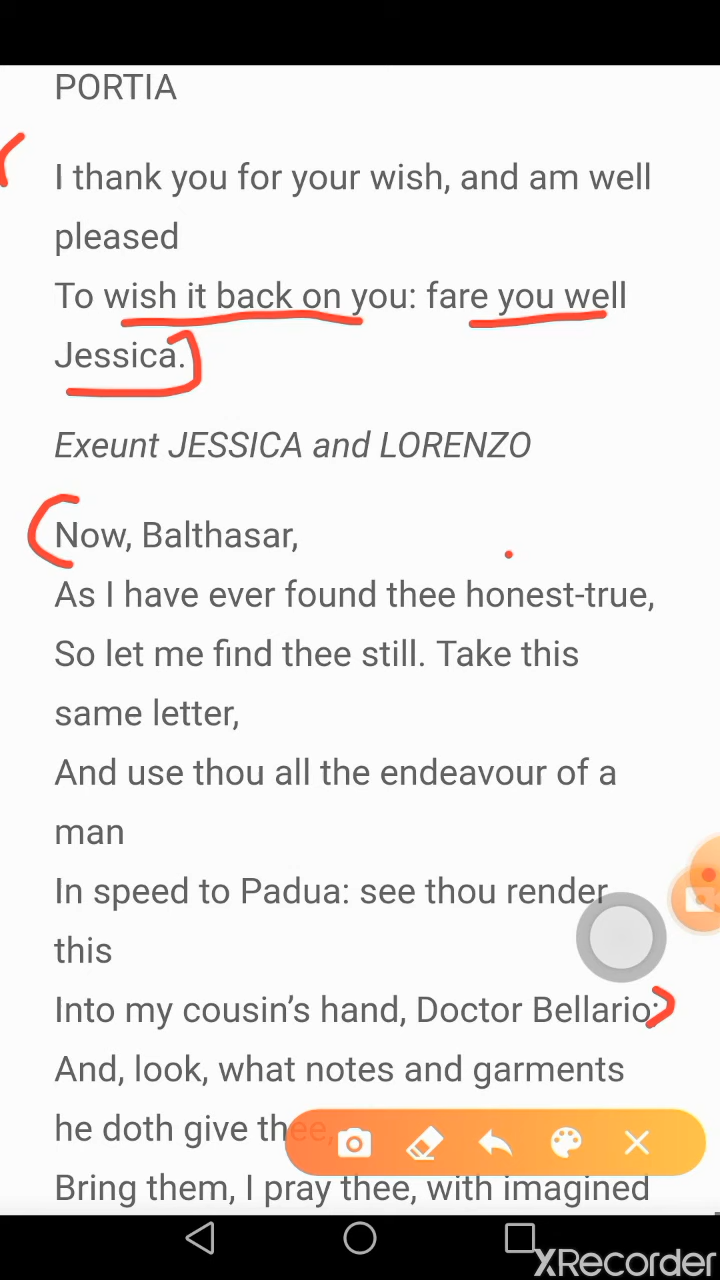 PORTIA
I thank you for your wish, and am well
pleased
To wish it back on you: fare you well
Jessica.
Exeunt JESSICA and LORENZO
Now, Balthasar,
As I have ever found thee honest-true,
So let me find thee still. Take this
same letter,
And use thou all the endeavour of a
man
In speed to Padua: see thou render
this
Into my cousin’s hand, Doctor Bellario;
And, look, what notes and garments
he doth give thee,
Bring them, I pray thee, with imagined
XRecorder